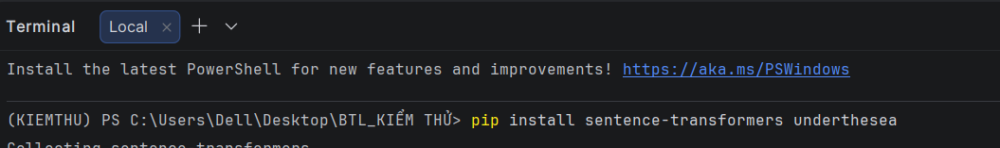 Terminal Local
Install the latest PowerShell for new features and improvements! https://aka.ms/PSWindows
(KIEMTHU) PS C:\Users\Dell\Desktop\BTL_KIỂM THỬ> pip install sentence-transformers underthesea
Collecting sentence-transformers